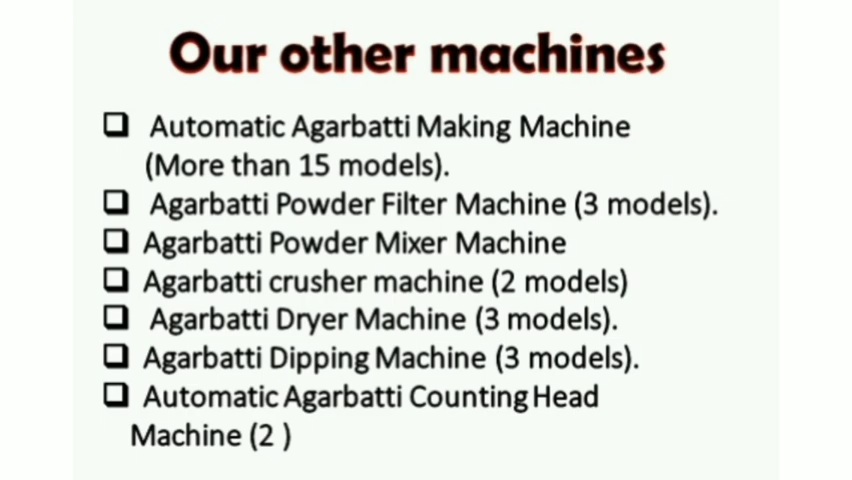 Our other machines
Automatic Agarbatti Making Machine
(More than 15 models).
Agarbatti Powder Filter Machine (3 models).
Agarbatti Powder Mixer Machine
Agarbatti crusher machine (2 models)
Agarbatti Dryer Machine (3 models).
Agarbatti Dipping Machine (3 models).
Automatic Agarbatti Counting Head
Machine (2 )